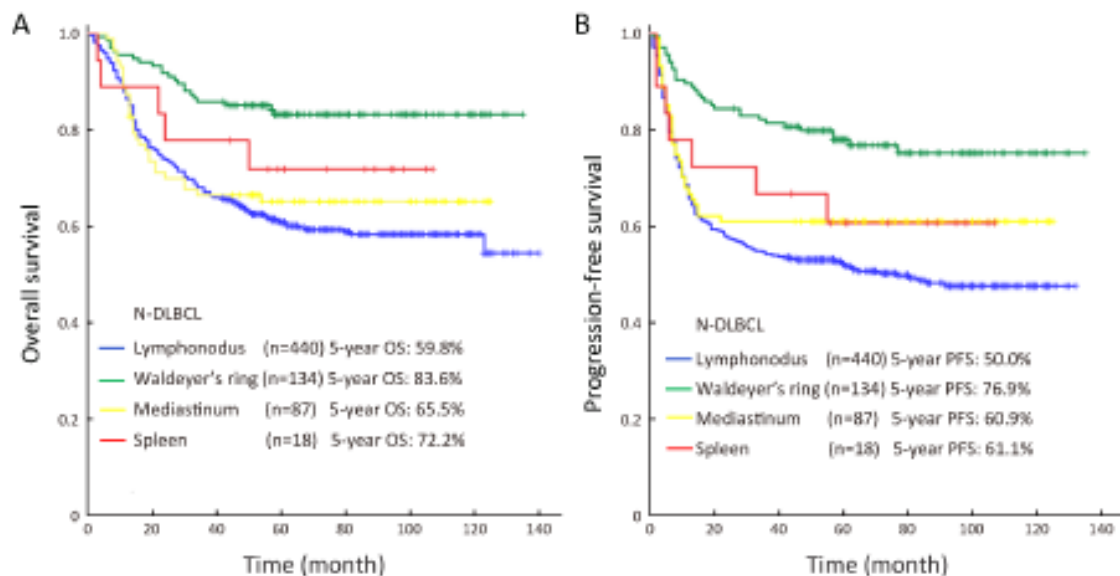 A
Overall survival
1.0
0.8
0.6
0.4
0.2
0
N-DLBCL
Lymphonodus (n=440) 5-year OS: 59.8%
Waldeyer's ring (n=134) 5-year OS: 83.6%
Mediastinum (n=87) 5-year OS: 65.5%
Spleen (n=18) 5-year OS: 72.2%
0 20 40 60 80 100 120 140
Time (month)
B
Progression-free survival
1.0
0.8
0.6
0.4
0.2
0
N-DLBCL
Lymphonodus (n=440) 5-year PFS: 50.0%
Waldeyer's ring (n=134) 5-year PFS: 76.9%
Mediastinum (n=87) 5-year PFS: 60.9%
Spleen (n=18) 5-year PFS: 61.1%
0 20 40 60 80 100 120 140
Time (month)